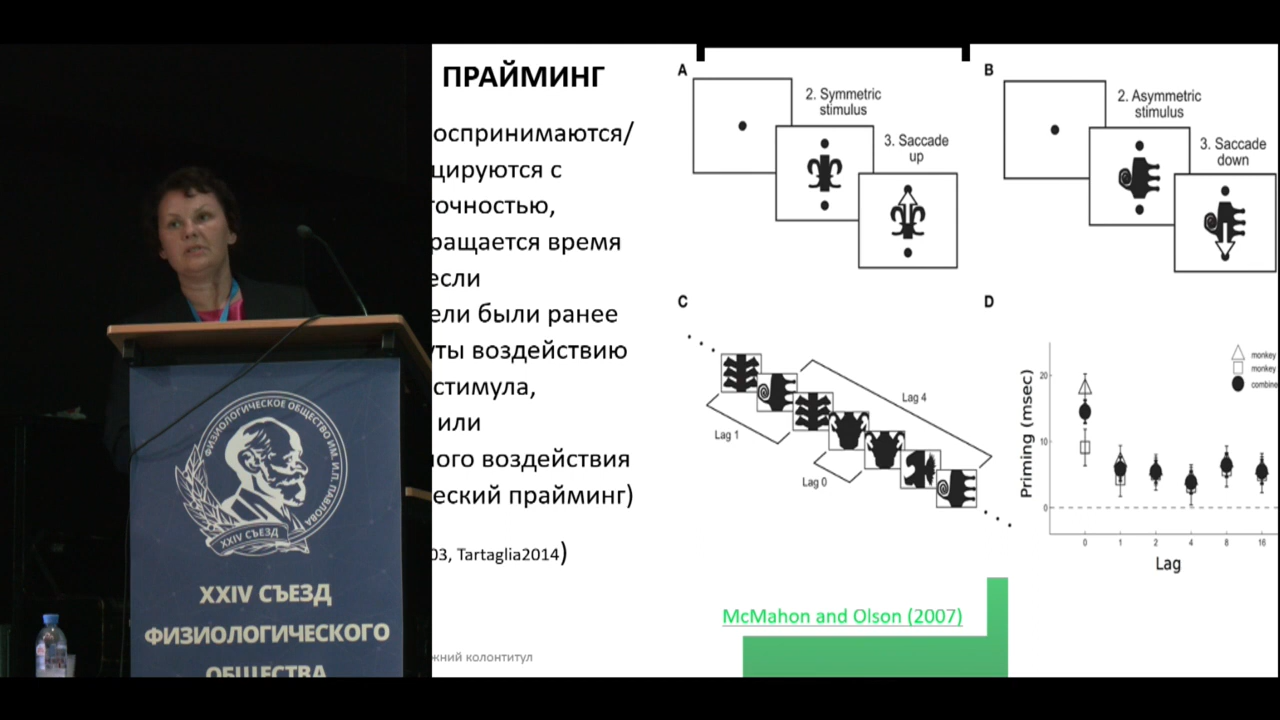 ПРАЙМИНГ
оспринимаются/
цируются с
точностью,
ращается время
если
ели были ранее
уты воздействию
стимула,
или
ного воздействия
еский прайминг)
03, Tartaglia2014)
жний колонтитул
A
2. Symmetric
stimulus
3. Saccade
up
B
2. Asymmetric
stimulus
3. Saccade
down
C
Lag 1
Lag 0
Lag 4
D
Priming (msec)
20
10
0
monkey
monkey
combine
0 1 2 4 8 16
Lag
McMahon and Olson (2007)
ФИЗИОЛОГИЧЕСКОЕ ОБЩЕСТВО ИМ. И.П. ПАВЛОВА
XXIV СЪЕЗД
XXIV СЪЕЗД
ФИЗИОЛОГИЧЕСКОГО
ОБЩЕСТВА